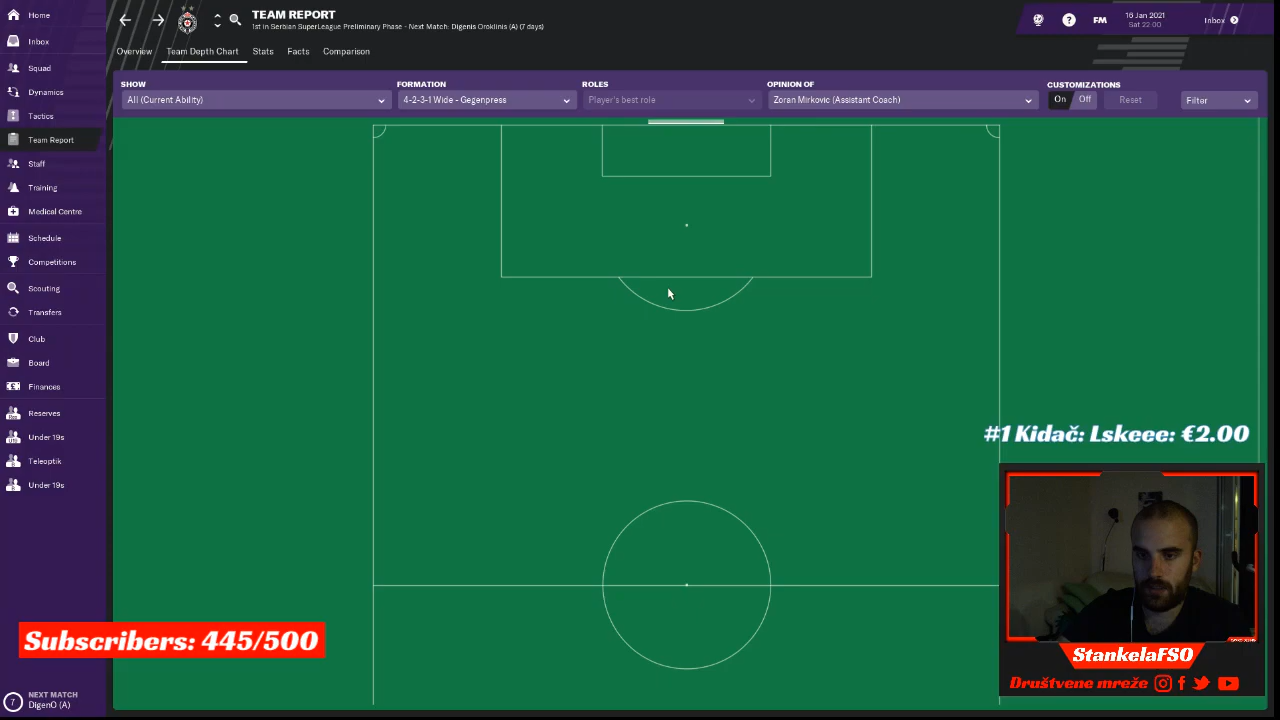 Home
Inbox
Squad
Dynamics
Tactics
Team Report
Staff
Training
Medical Centre
Schedule
Competitions
Scouting
Transfers
Club
Board
Finances
Reserves
Under 19s
Teleoptik
Under 19s
NEXT MATCH
7 DigenO (A)
TEAM REPORT
1st in Serbian SuperLeague Preliminary Phase - Next Match: Digenis Oroklinis (A) (7 days)
? FM 16 Jan 2021
Sat 22:00
Inbox
Overview Team Depth Chart Stats Facts Comparison
SHOW FORMATION ROLES OPINION OF CUSTOMIZATIONS
All (Current Ability) 4-2-3-1 Wide - Gegenpress Player's best role Zoran Mirkovic (Assistant Coach) On Off Reset Filter
#1 Kidač: Lskeee: €2.00
Subscribers: 445/500
StankelaFSO
Društvene mreže